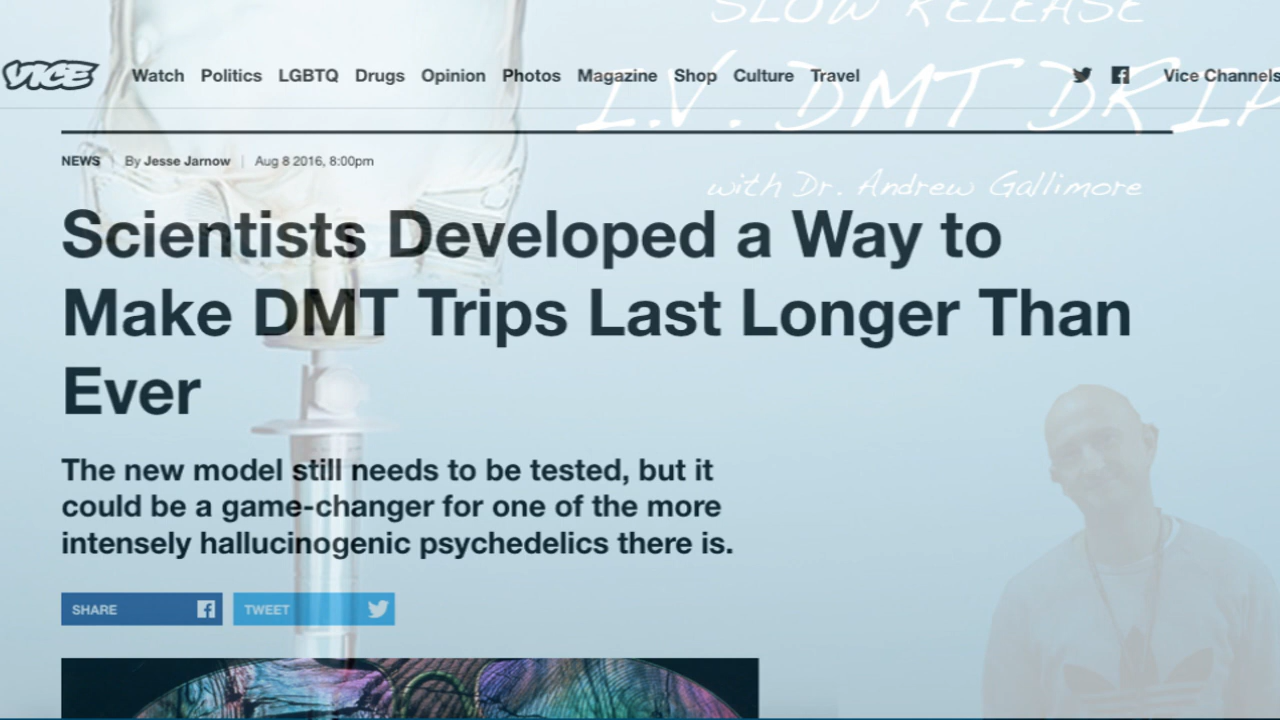 SLOW RELEASE
VICE Watch Politics LGBTQ Drugs Opinion Photos Magazine Shop Culture Travel Vice Channels
I.V. DMT DRIP
NEWS | By Jesse Jarnow | Aug 8 2016, 8:00pm
with Dr. Andrew Gallimore
Scientists Developed a Way to
Make DMT Trips Last Longer Than
Ever
The new model still needs to be tested, but it
could be a game-changer for one of the more
intensely hallucinogenic psychedelics there is.
SHARE
TWEET